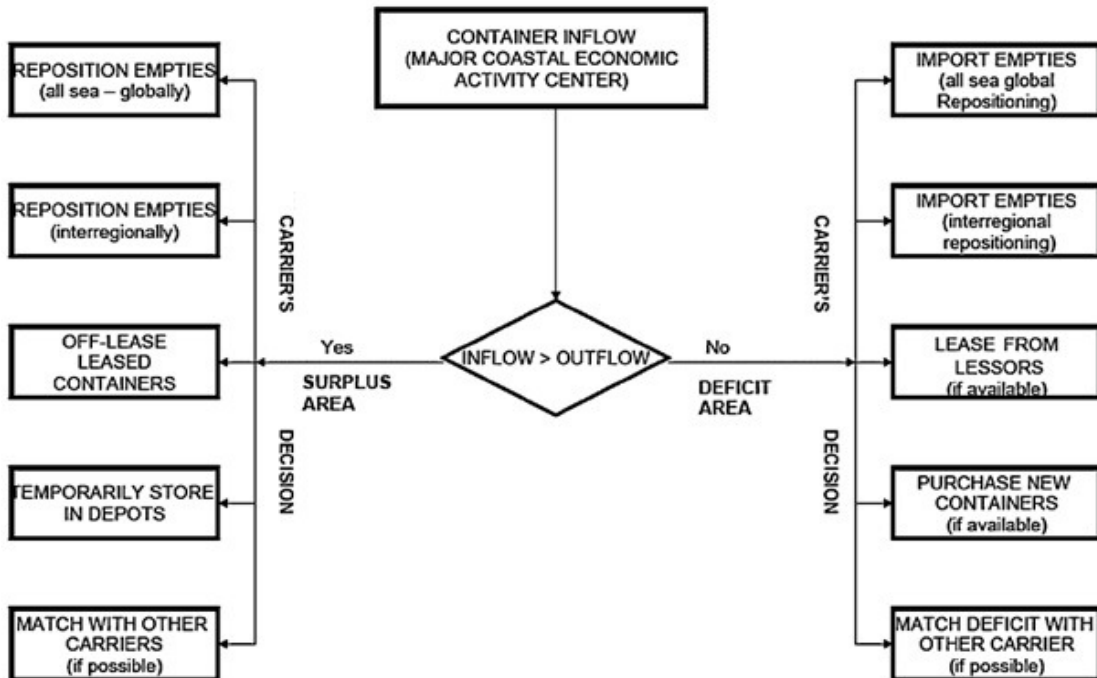 CONTAINER INFLOW
(MAJOR COASTAL ECONOMIC
ACTIVITY CENTER)
REPOSITION EMPTIES
(all sea – globally)
REPOSITION EMPTIES
(interregionally)
OFF-LEASE
LEASED
CONTAINERS
TEMPORARILY STORE
IN DEPOTS
MATCH WITH OTHER
CARRIERS
(if possible)
CARRIER'S
DECISION
Yes
SURPLUS
AREA
INFLOW > OUTFLOW
No
DEFICIT
AREA
CARRIER'S
DECISION
IMPORT EMPTIES
(all sea global
Repositioning)
IMPORT EMPTIES
(interregional
repositioning)
LEASE FROM
LESSORS
(if available)
PURCHASE NEW
CONTAINERS
(if available)
MATCH DEFICIT WITH
OTHER CARRIER
(if possible)